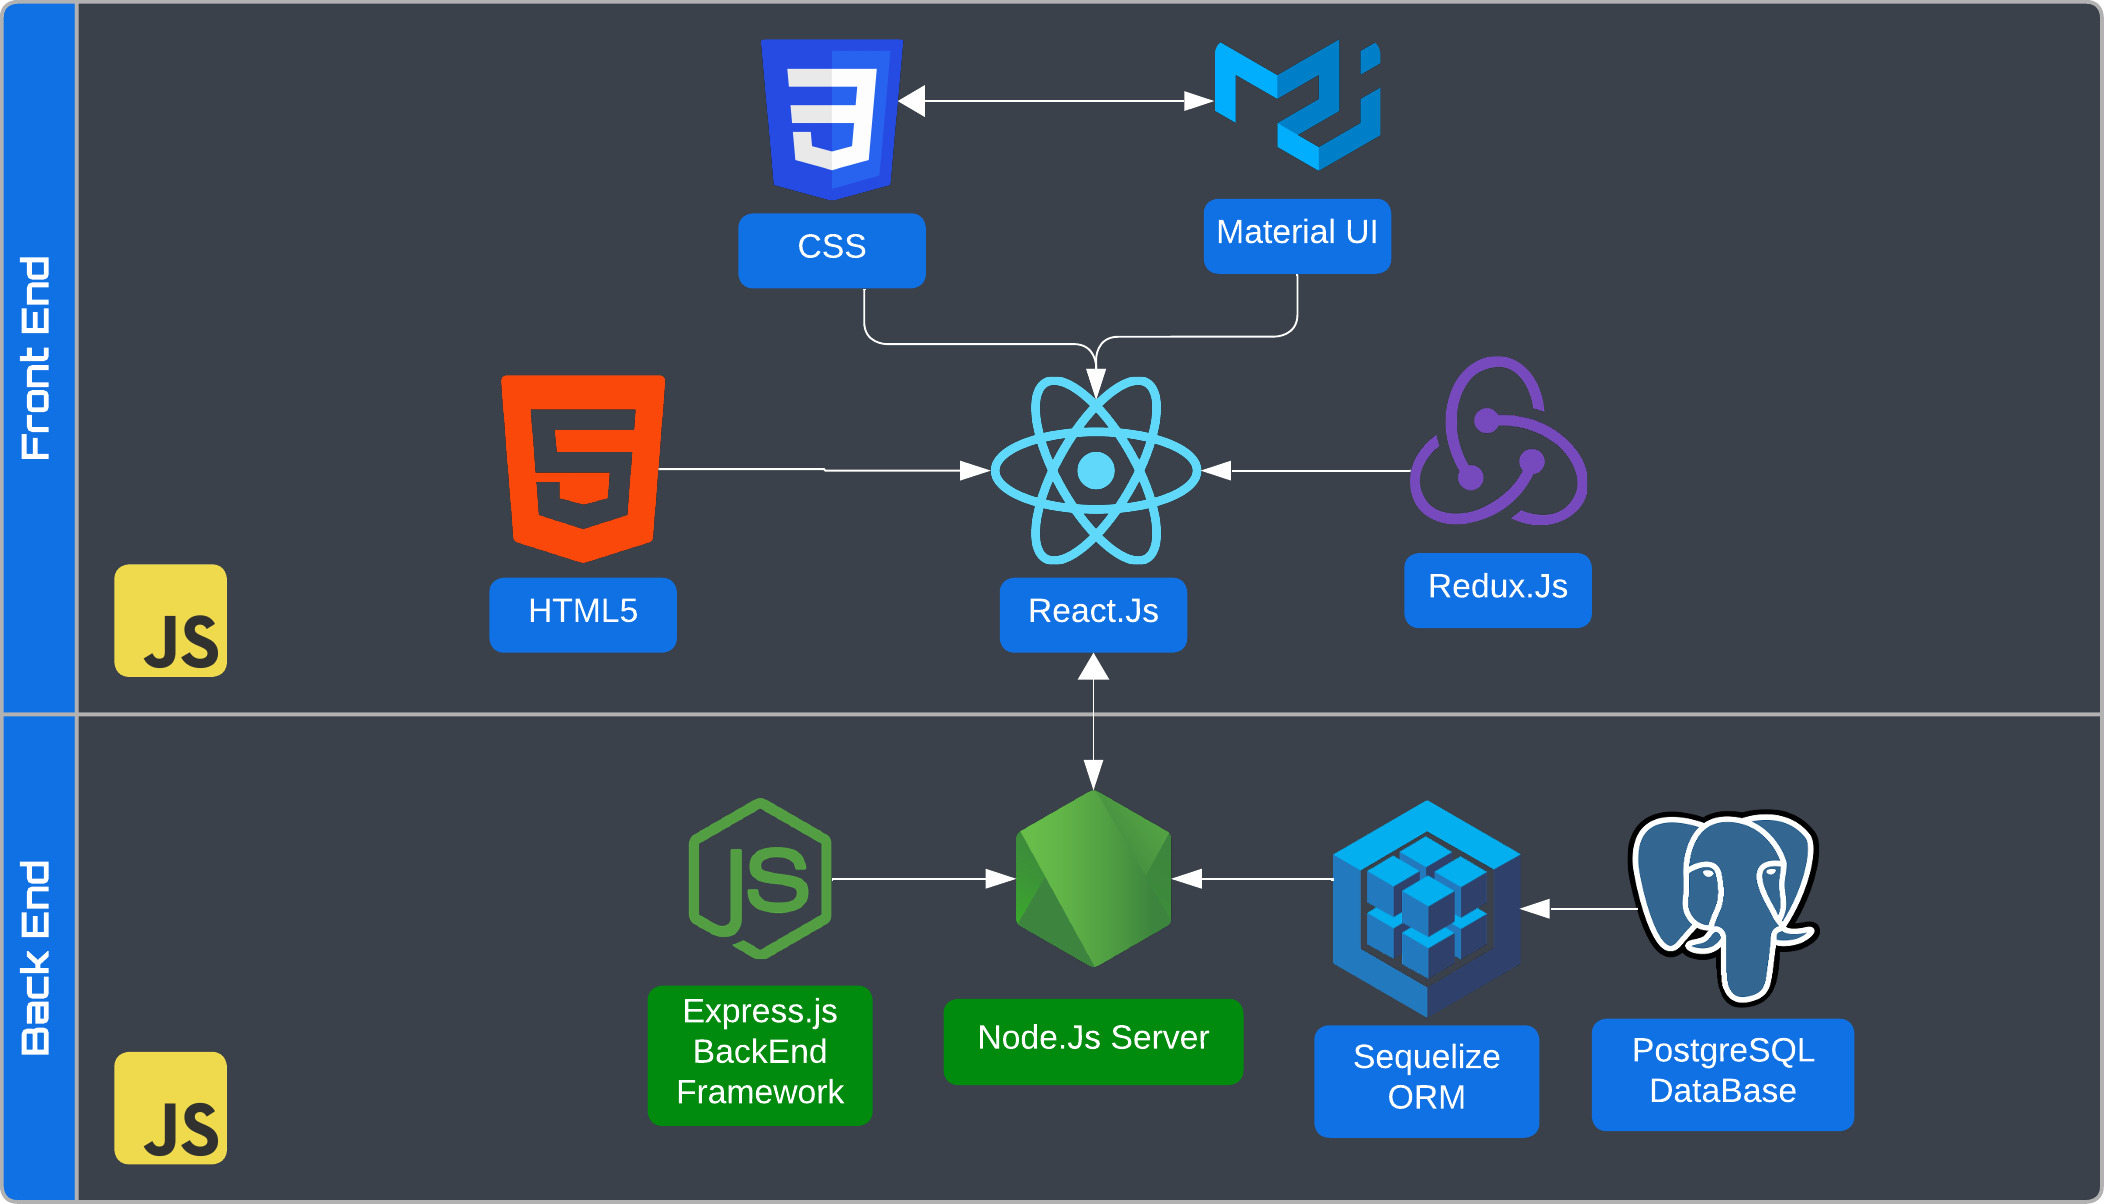 Front End
CSS
Material UI
HTML5
React.Js
Redux.Js
JS
Back End
JS
Express.js
BackEnd
Framework
Node.Js Server
Sequelize
ORM
PostgreSQL
DataBase
JS